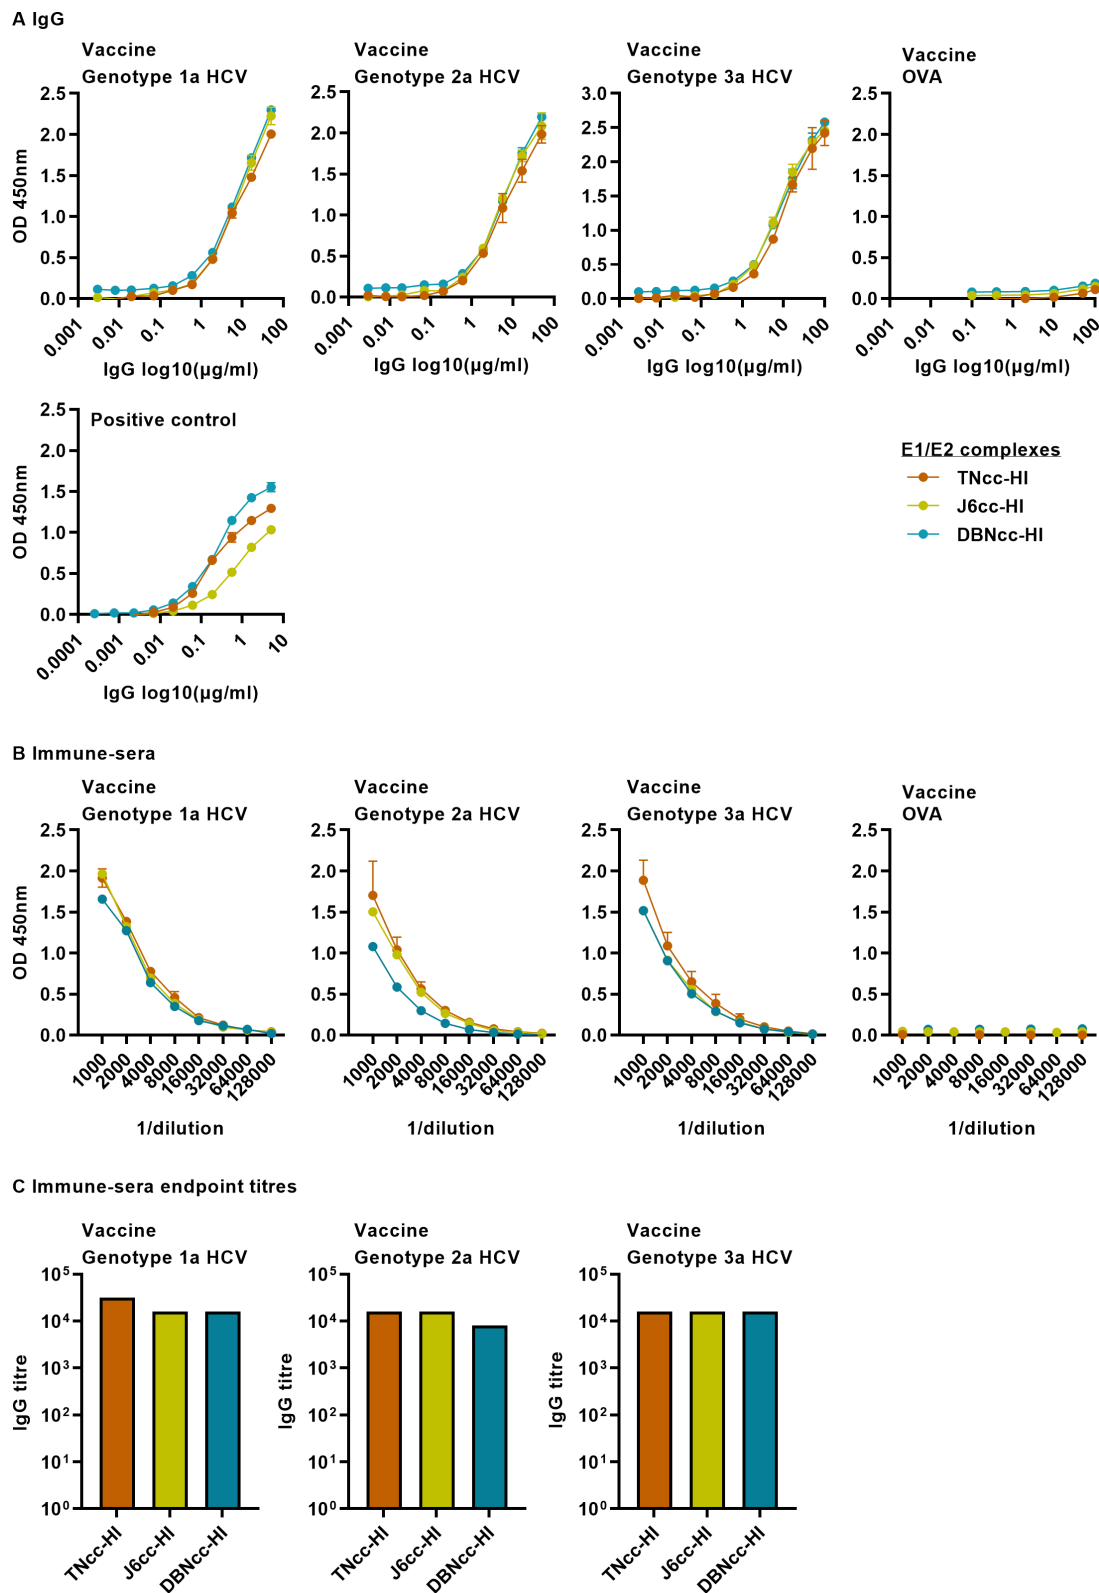 A IgG
Vaccine
Genotype 1a HCV
Vaccine
Genotype 2a HCV
Vaccine
Genotype 3a HCV
Vaccine
OVA
OD 450nm
2.5
2.0
1.5
1.0
0.5
0.0
0.001
0.01
0.1
1
10
100
IgG log10(µg/ml)
2.5
2.0
1.5
1.0
0.5
0.0
0.001
0.01
0.1
1
10
100
IgG log10(µg/ml)
3.0
2.5
2.0
1.5
1.0
0.5
0.0
0.001
0.01
0.1
1
10
100
IgG log10(µg/ml)
2.5
2.0
1.5
1.0
0.5
0.0
0.001
0.01
0.1
1
10
100
IgG log10(µg/ml)
Positive control
OD 450nm
2.5
2.0
1.5
1.0
0.5
0.0
0.0001
0.001
0.01
0.1
1
10
IgG log10(µg/ml)
E1/E2 complexes
TNcc-HI
J6cc-HI
DBNcc-HI
B Immune-sera
Vaccine
Genotype 1a HCV
Vaccine
Genotype 2a HCV
Vaccine
Genotype 3a HCV
Vaccine
OVA
OD 450nm
2.5
2.0
1.5
1.0
0.5
0.0
1000
2000
4000
8000
16000
32000
64000
128000
1/dilution
2.5
2.0
1.5
1.0
0.5
0.0
1000
2000
4000
8000
16000
32000
64000
128000
1/dilution
2.5
2.0
1.5
1.0
0.5
0.0
1000
2000
4000
8000
16000
32000
64000
128000
1/dilution
2.5
2.0
1.5
1.0
0.5
0.0
1000
2000
4000
8000
16000
32000
64000
128000
1/dilution
C Immune-sera endpoint titres
Vaccine
Genotype 1a HCV
Vaccine
Genotype 2a HCV
Vaccine
Genotype 3a HCV
IgG titre
10⁵
10⁴
10³
10²
10¹
10⁰
TNcc-HI
J6cc-HI
DBNcc-HI
IgG titre
10⁵
10⁴
10³
10²
10¹
10⁰
TNcc-HI
J6cc-HI
DBNcc-HI
IgG titre
10⁵
10⁴
10³
10²
10¹
10⁰
TNcc-HI
J6cc-HI
DBNcc-HI